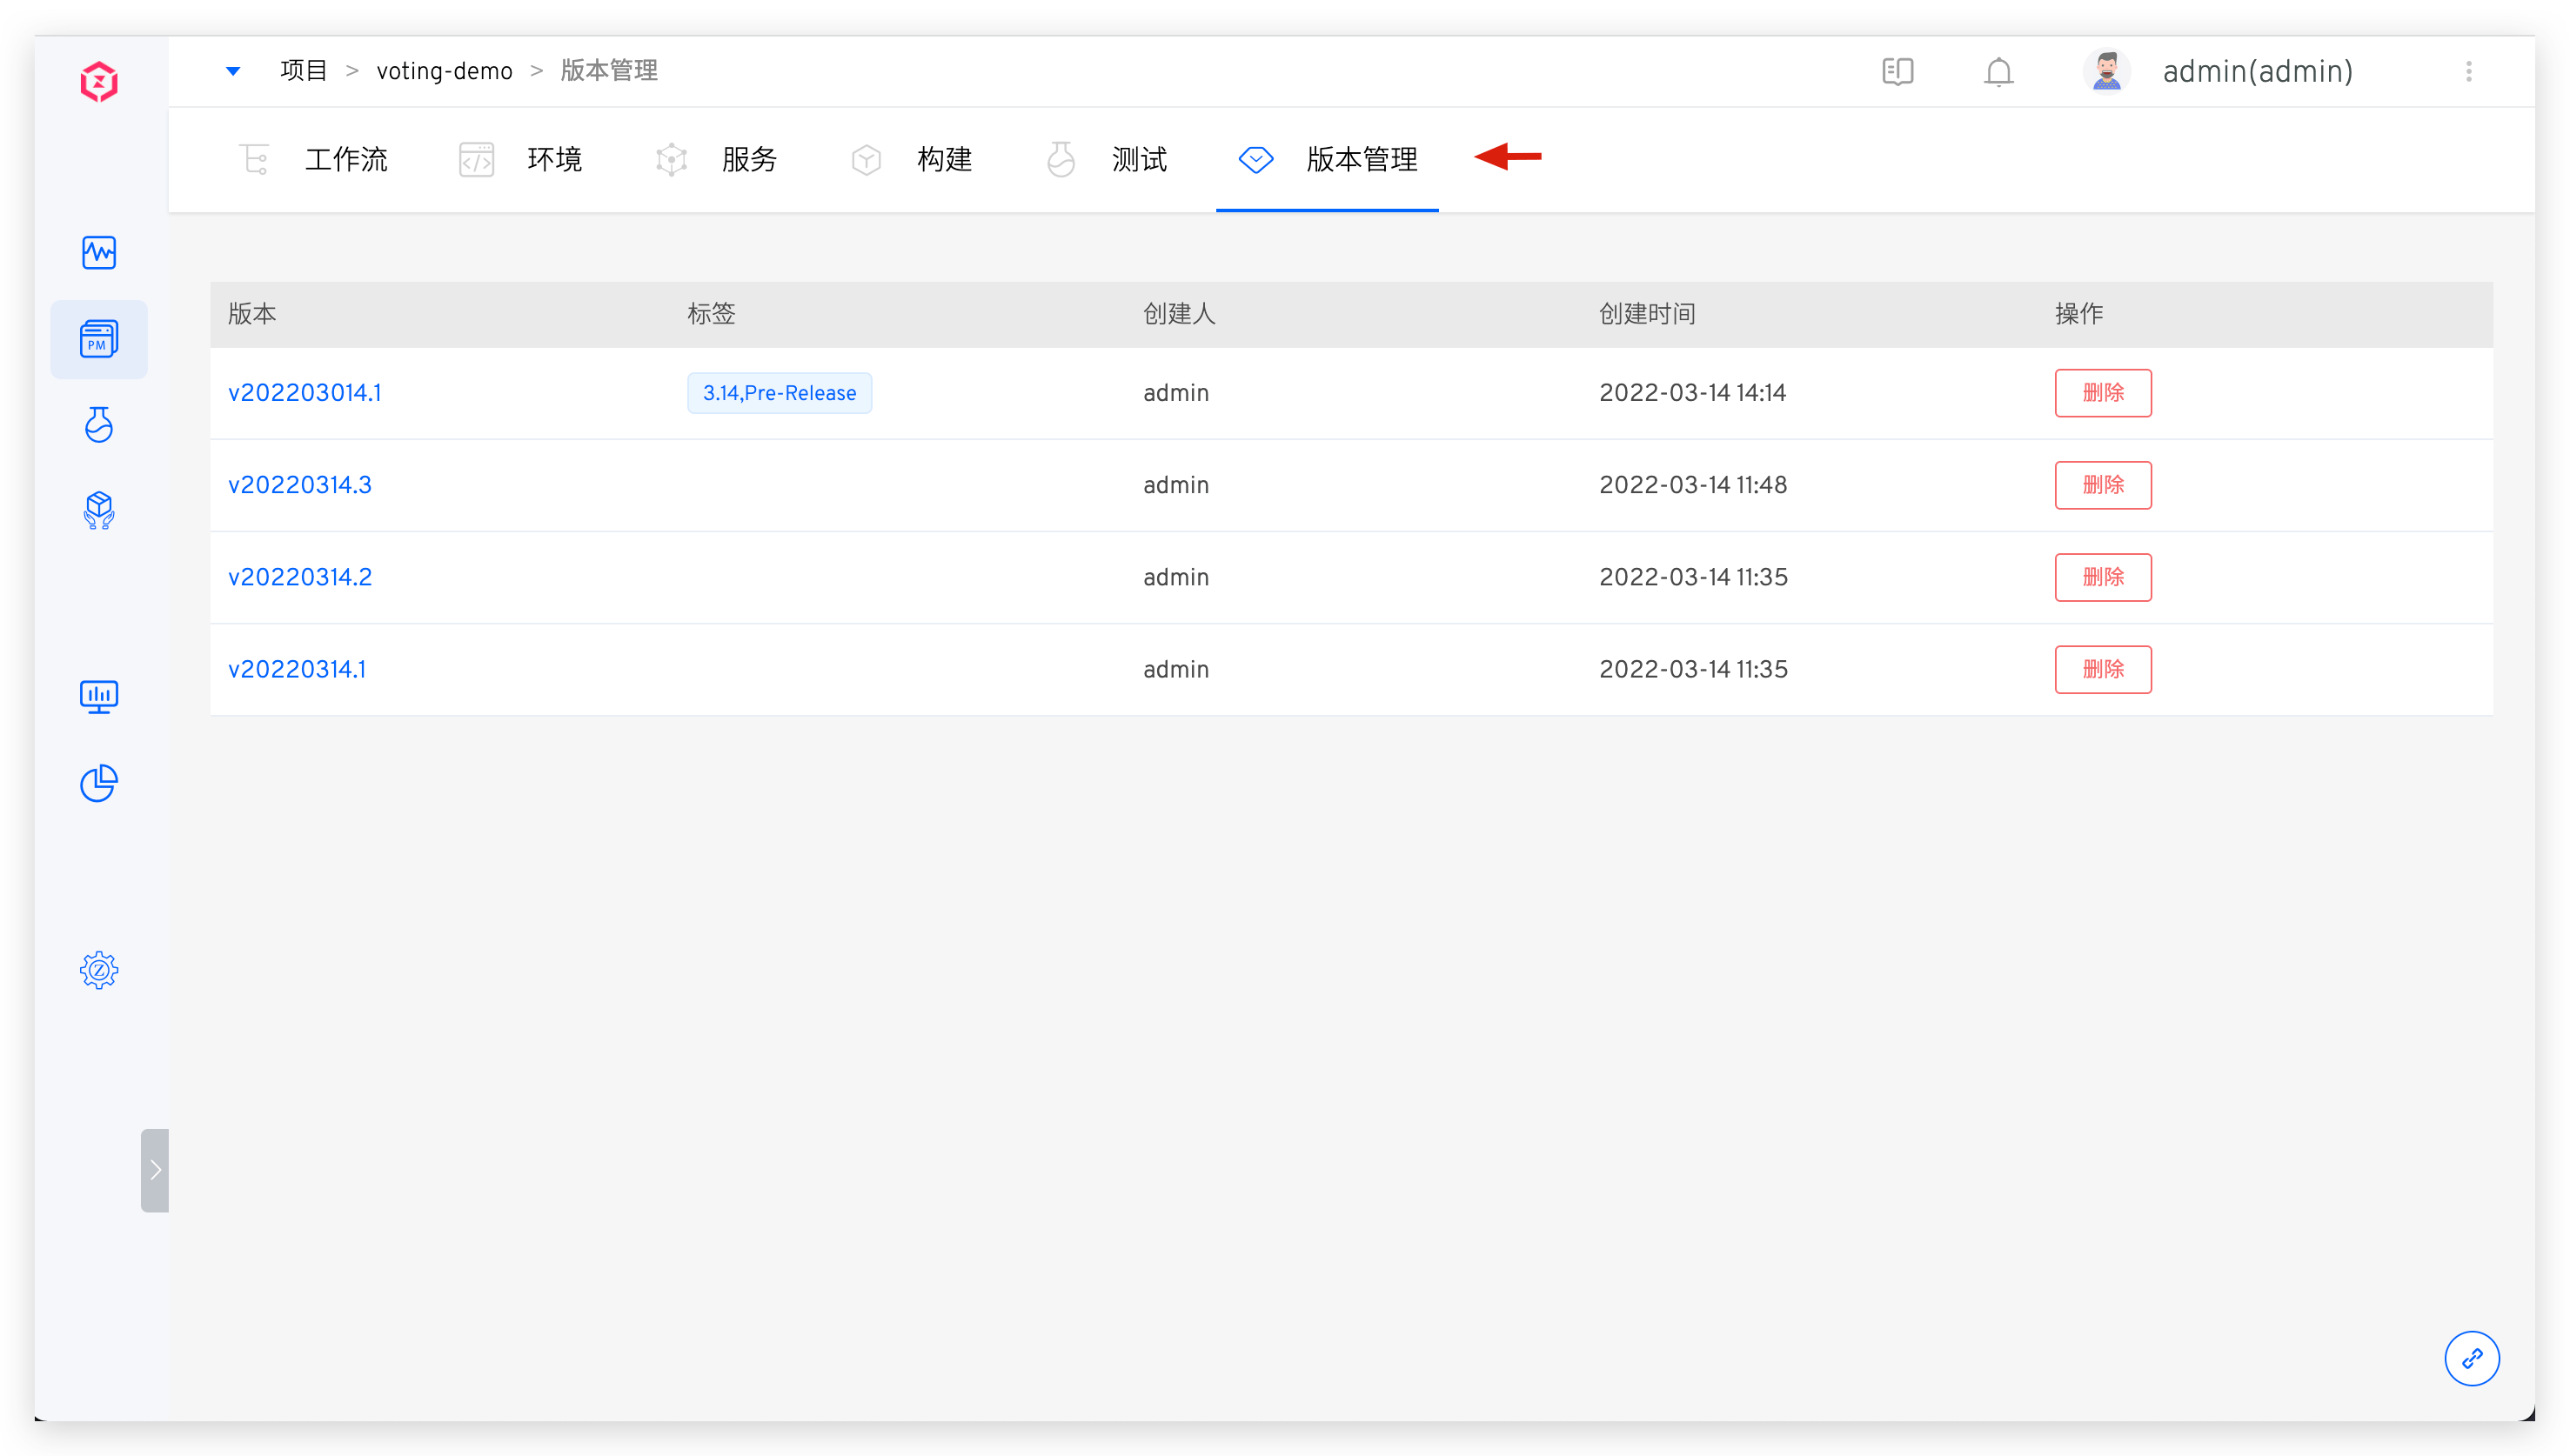 项目 > voting-demo > 版本管理 admin(admin)
工作流 环境 服务 构建 测试 版本管理
PM
版本 标签 创建人 创建时间 操作
v202203014.1 3.14,Pre-Release admin 2022-03-14 14:14 删除
v20220314.3 admin 2022-03-14 11:48 删除
v20220314.2 admin 2022-03-14 11:35 删除
v20220314.1 admin 2022-03-14 11:35 删除